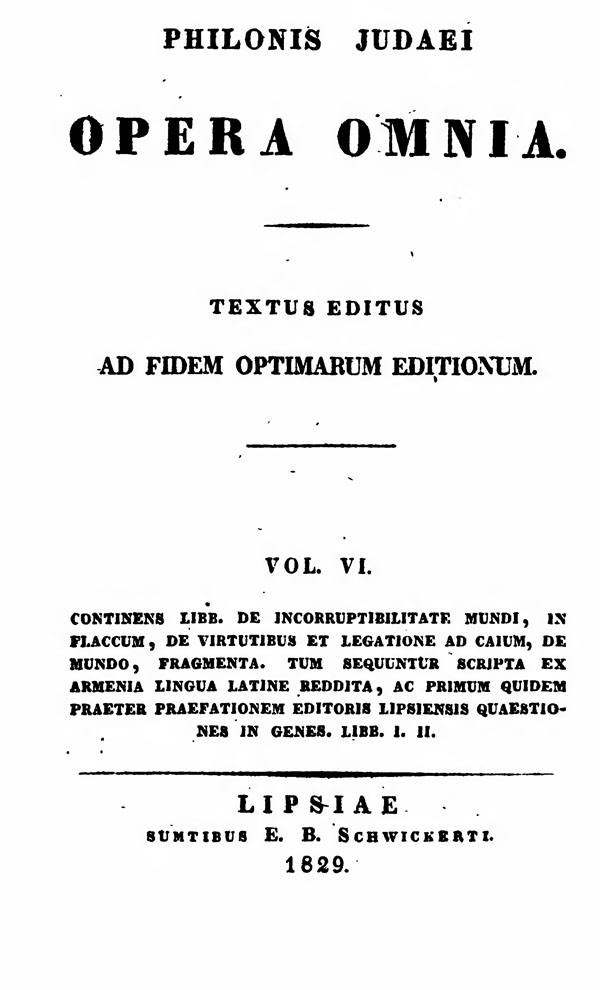 PHILONIS JUDAEI
OPERA OMNIA.
TEXTUS EDITUS
AD FIDEM OPTIMARUM EDITIONUM.
VOL. VI.
CONTINENS LIBB. DE INCORRUPTIBILITATE MUNDI, IN
FLACCUM, DE VIRTUTIBUS ET LEGATIONE AD CAIUM, DE
MUNDO, FRAGMENTA. TUM SEQUUNTUR SCRIPTA EX
ARMENIA LINGUA LATINE REDDITA, AC PRIMUM QUIDEM
PRAETER PRAEFATIONEM EDITORIS LIPSIENSIS QUAESTIO-
NES IN GENES. LIBB. I. II.
LIPSIAE
SUMTIBUS E. B. SCHWICKERTI.
1829.